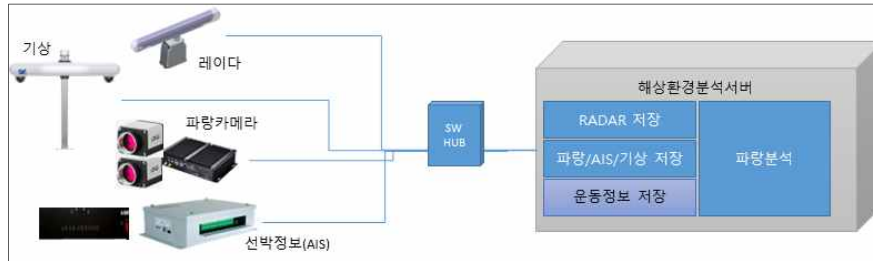 기상
레이다
파랑카메라
선박정보(AIS)
SW
HUB
해상환경분석서버
RADAR 저장
파랑/AIS/기상 저장
운동정보 저장
파랑분석